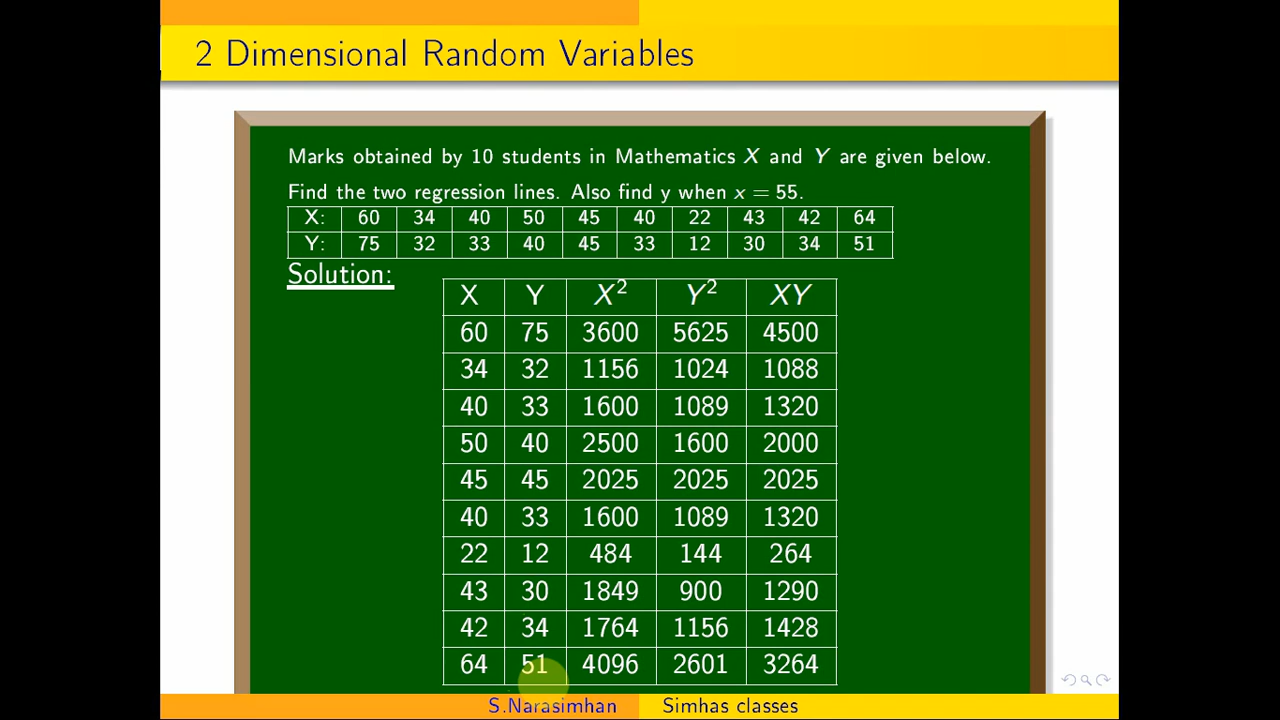 2 Dimensional Random Variables
Marks obtained by 10 students in Mathematics X and Y are given below.
Find the two regression lines. Also find y when x = 55.
X: 60 34 40 50 45 40 22 43 42 64
Y: 75 32 33 40 45 33 12 30 34 51
Solution:
X Y X² Y² XY
60 75 3600 5625 4500
34 32 1156 1024 1088
40 33 1600 1089 1320
50 40 2500 1600 2000
45 45 2025 2025 2025
40 33 1600 1089 1320
22 12 484 144 264
43 30 1849 900 1290
42 34 1764 1156 1428
64 51 4096 2601 3264
S.Narasimhan Simhas classes